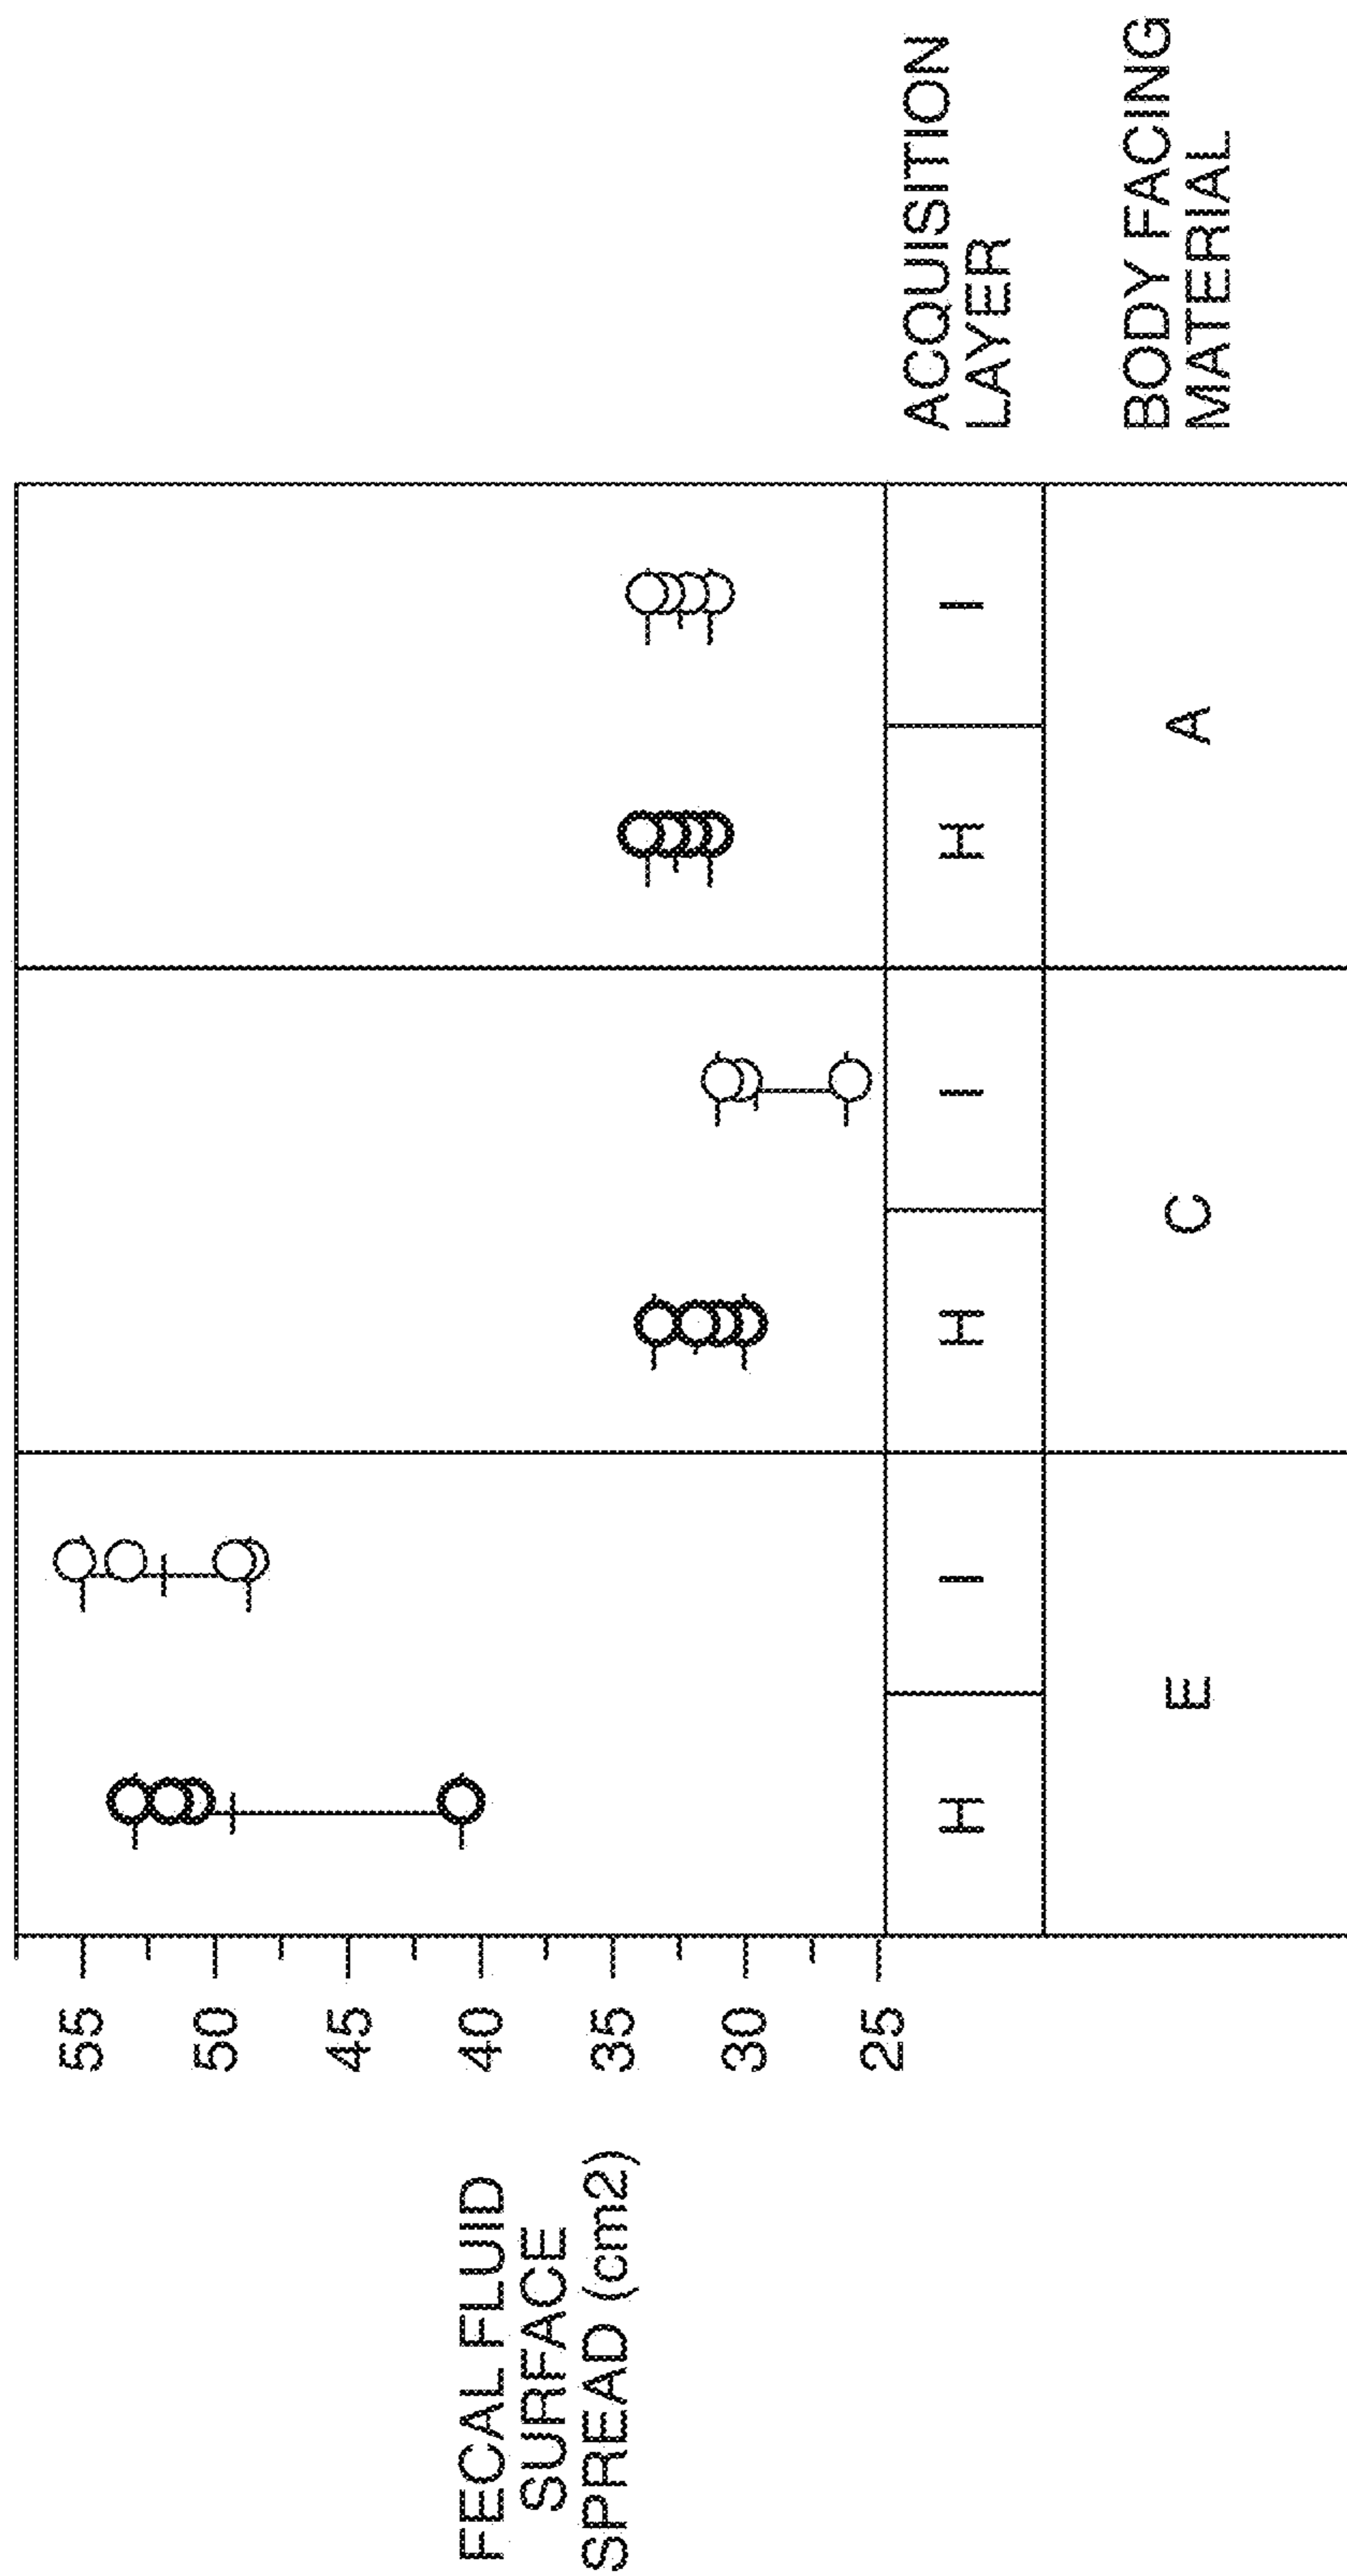 FECAL FLUID
SURFACE
SPREAD (cm2)
55
50
45
40
35
30
25
H I H I H I
ACQUISITION
LAYER
E C A
BODY FACING
MATERIAL